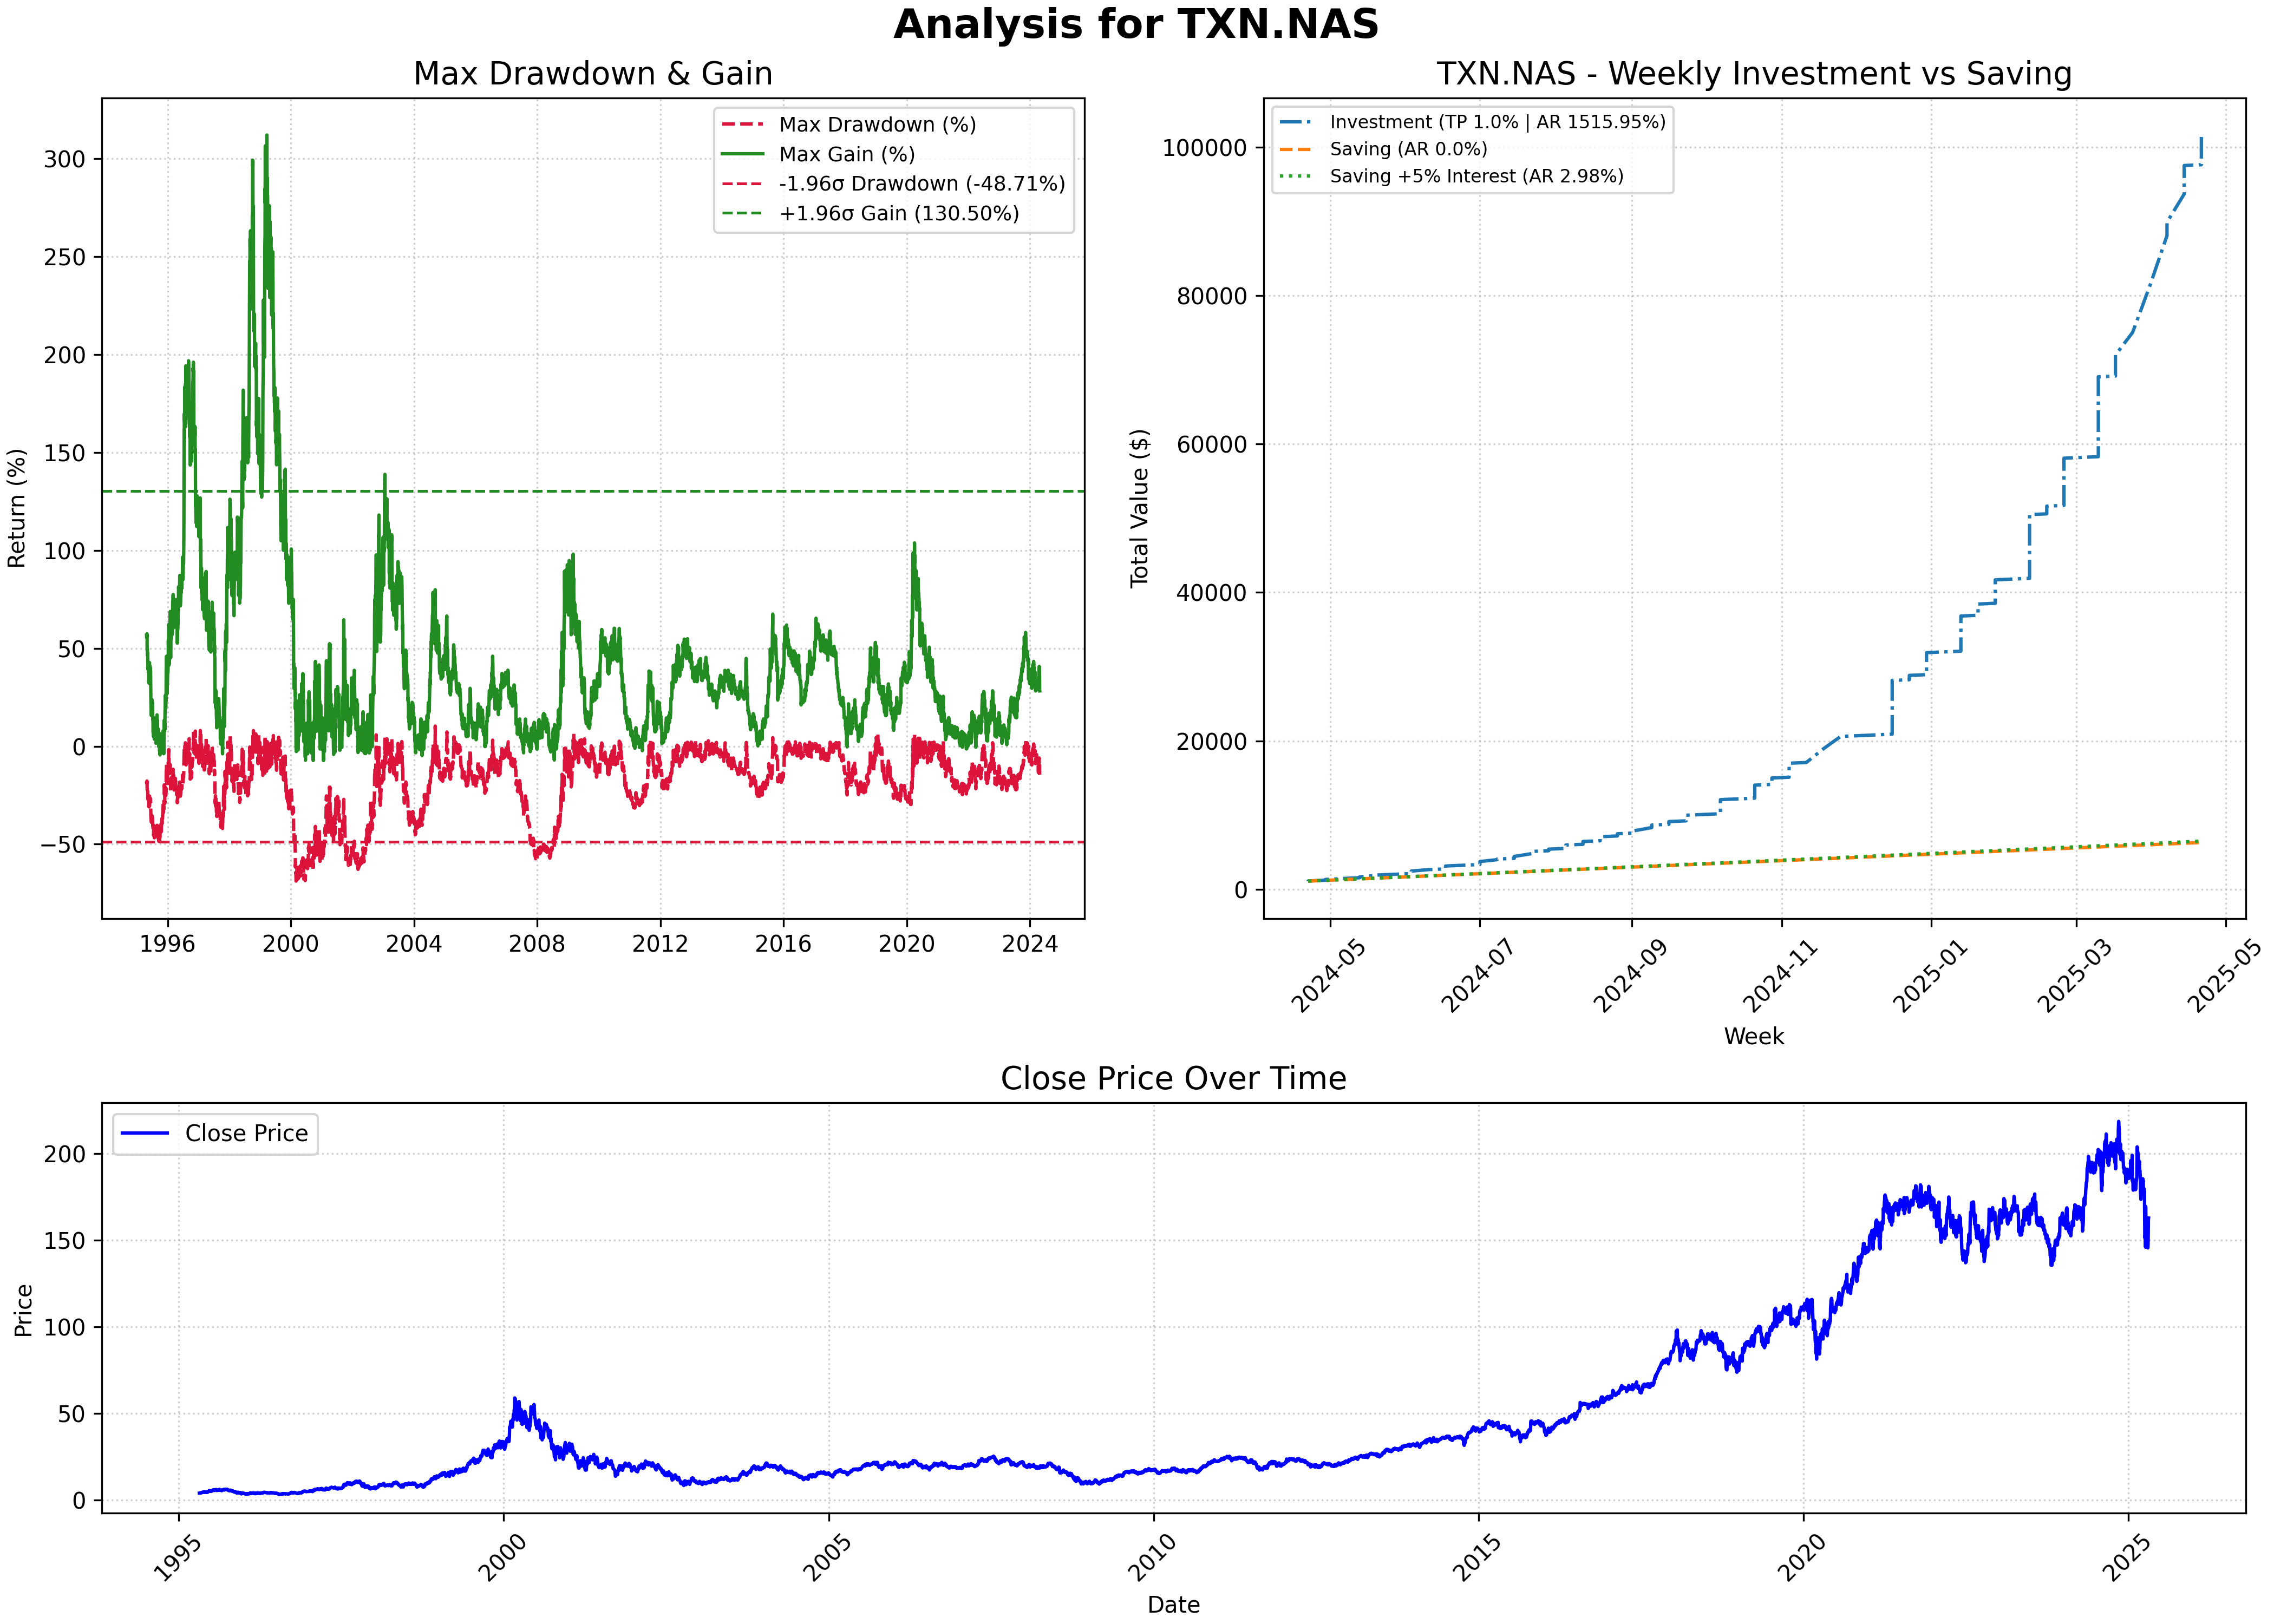 Analysis for TXN.NAS
Max Drawdown & Gain
Return (%)
300
250
200
150
100
50
0
−50
1996
2000
2004
2008
2012
2016
2020
2024
Max Drawdown (%)
Max Gain (%)
-1.96σ Drawdown (-48.71%)
+1.96σ Gain (130.50%)
TXN.NAS - Weekly Investment vs Saving
Total Value ($)
100000
80000
60000
40000
20000
0
2024-05
2024-07
2024-09
2024-11
2025-01
2025-03
2025-05
Week
Investment (TP 1.0% | AR 1515.95%)
Saving (AR 0.0%)
Saving +5% Interest (AR 2.98%)
Close Price Over Time
Price
200
150
100
50
0
1995
2000
2005
2010
2015
2020
2025
Date
Close Price